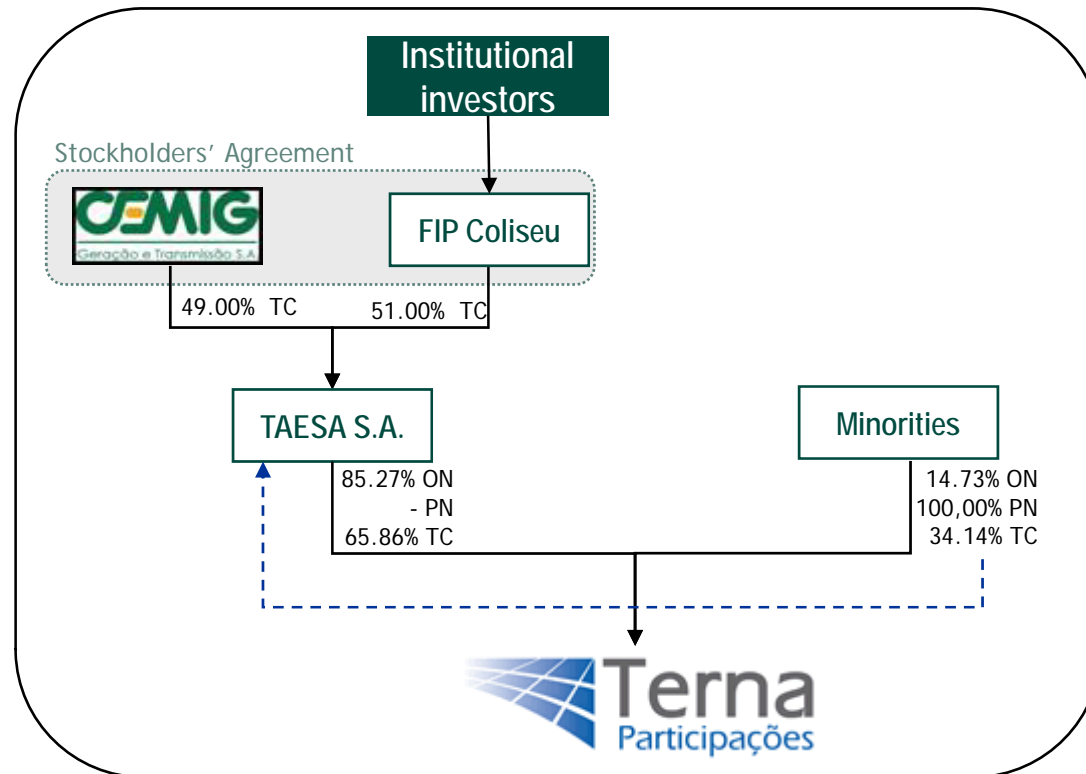 Institutional
investors
Stockholders' Agreement
CEMIG
Geração e Transmissão S.A.
FIP Coliseu
49.00% TC
51.00% TC
TAESA S.A.
Minorities
85.27% ON
- PN
65.86% TC
14.73% ON
100,00% PN
34.14% TC
Terna
Participações